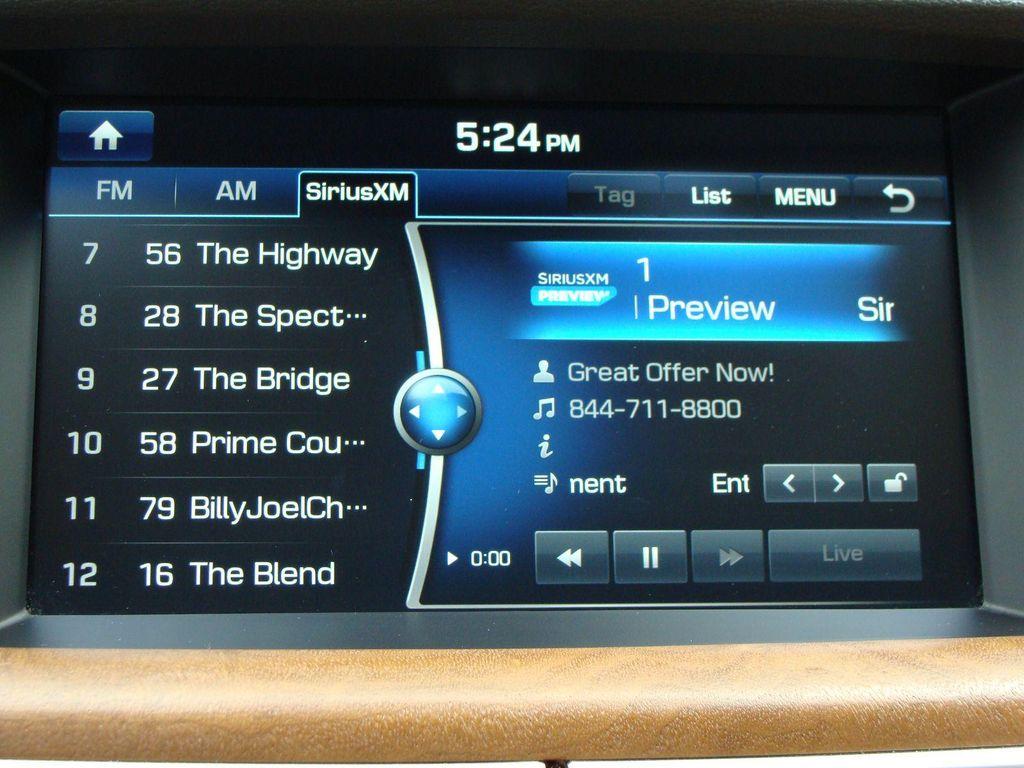 5:24 PM
FM AM SiriusXM Tag List MENU
7 56 The Highway
8 28 The Spect···
9 27 The Bridge
10 58 Prime Cou···
11 79 BillyJoelCh···
12 16 The Blend
SIRIUSXM
PREVIEW
1
| Preview Sir
Great Offer Now!
844-711-8800
i
nent Ent < >
0:00 Live